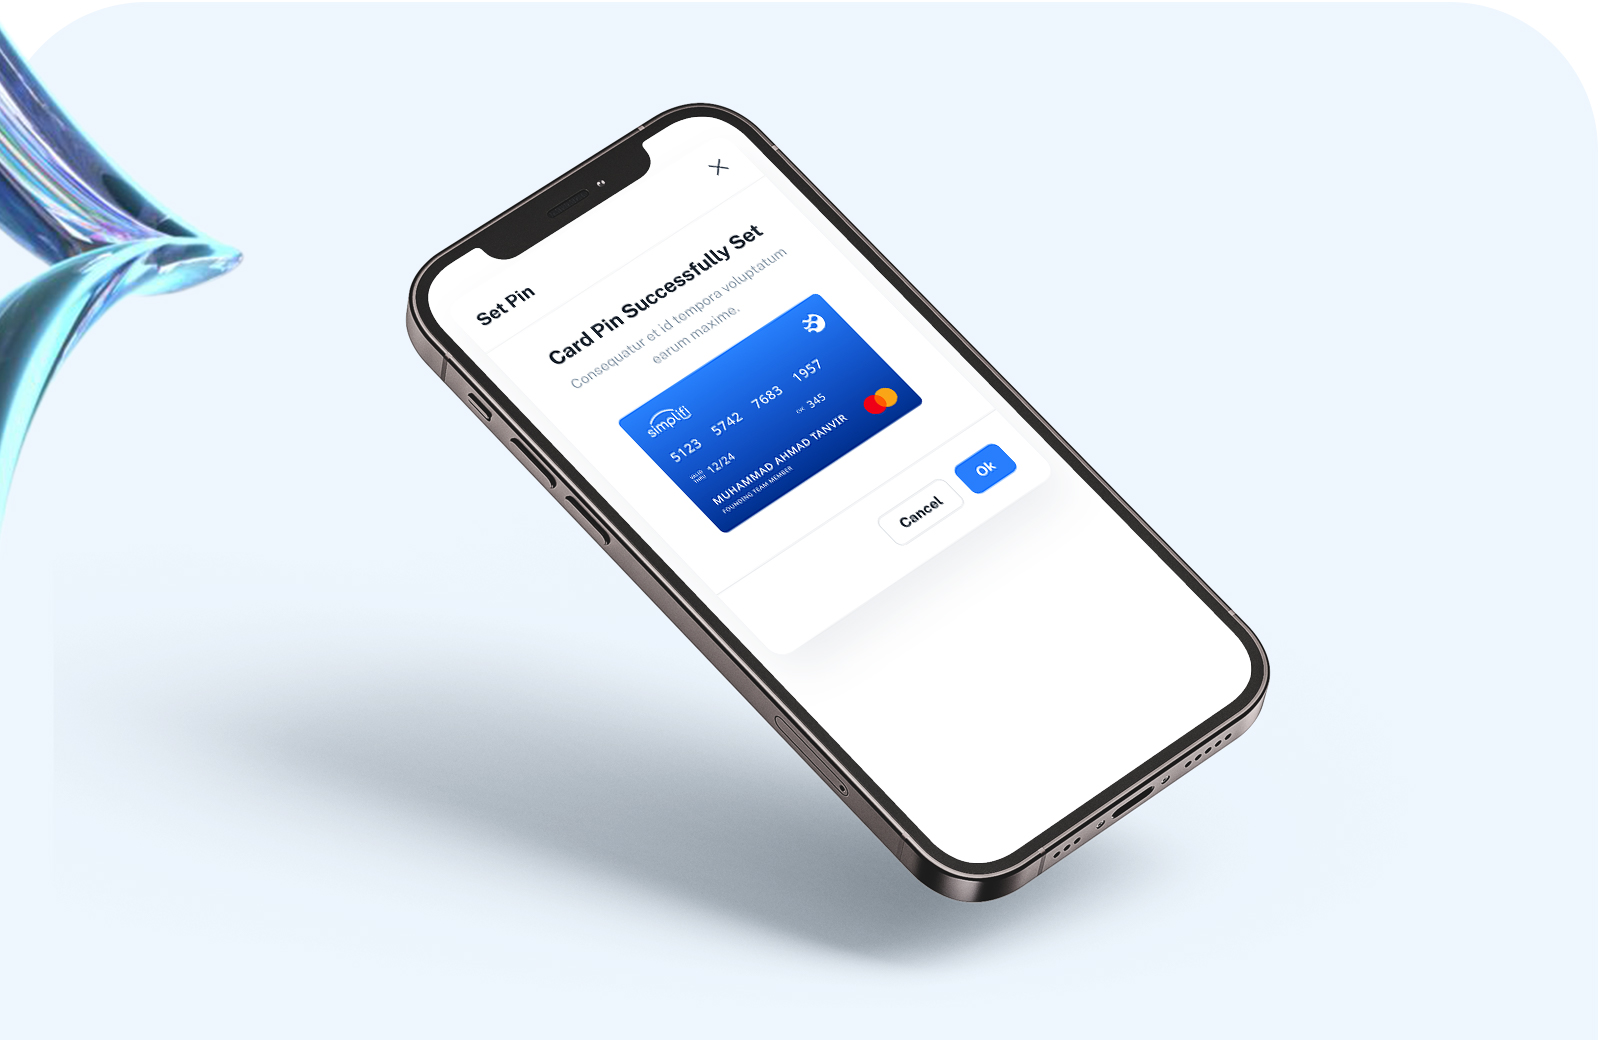 Set Pin
Card Pin Successfully Set
Consequatur et id tempora voluptatum
earum maxime.
simplifi
5123 5742 7683 1957
VALID
THRU 12/24
CVC 345
MUHAMMAD AHMAD TANVIR
FOUNDING TEAM MEMBER
Cancel
Ok